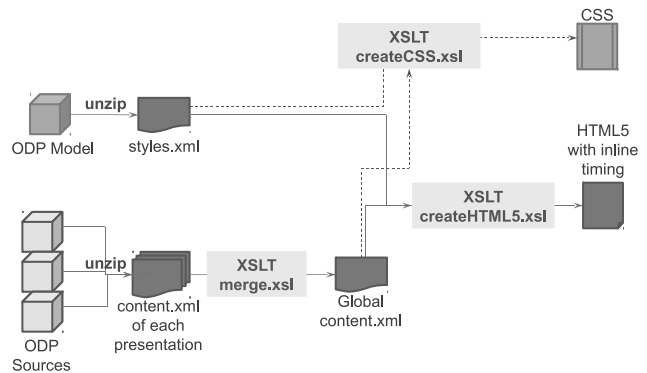 CSS
XSLT
createCSS.xsl
unzip
ODP Model
styles.xml
HTML5
with inline
timing
XSLT
createHTML5.xsl
unzip
XSLT
merge.xsl
content.xml
of each
presentation
Global
content.xml
ODP
Sources